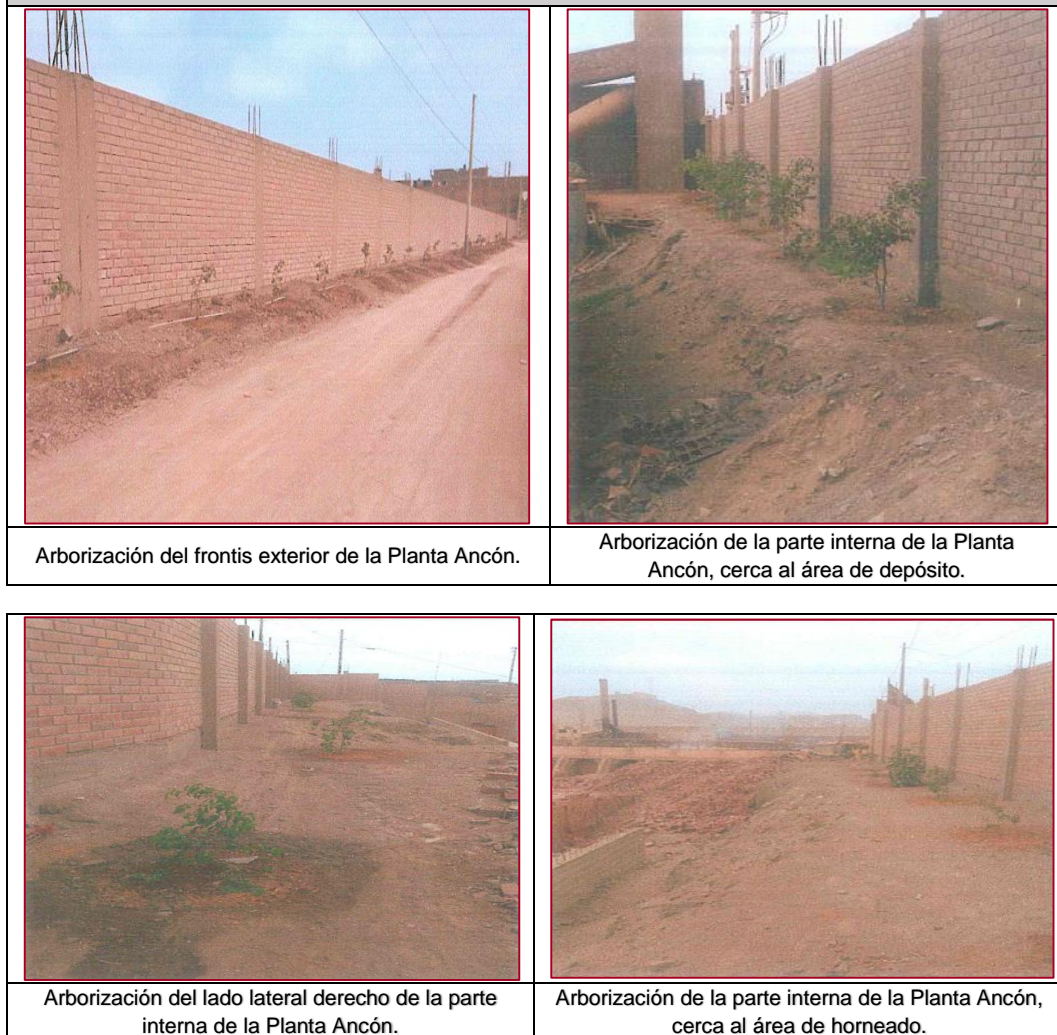 Arborización del frontis exterior de la Planta Ancón.
Arborización de la parte interna de la Planta
Ancón, cerca al área de depósito.
Arborización del lado lateral derecho de la parte
interna de la Planta Ancón.
Arborización de la parte interna de la Planta Ancón,
cerca al área de horneado.